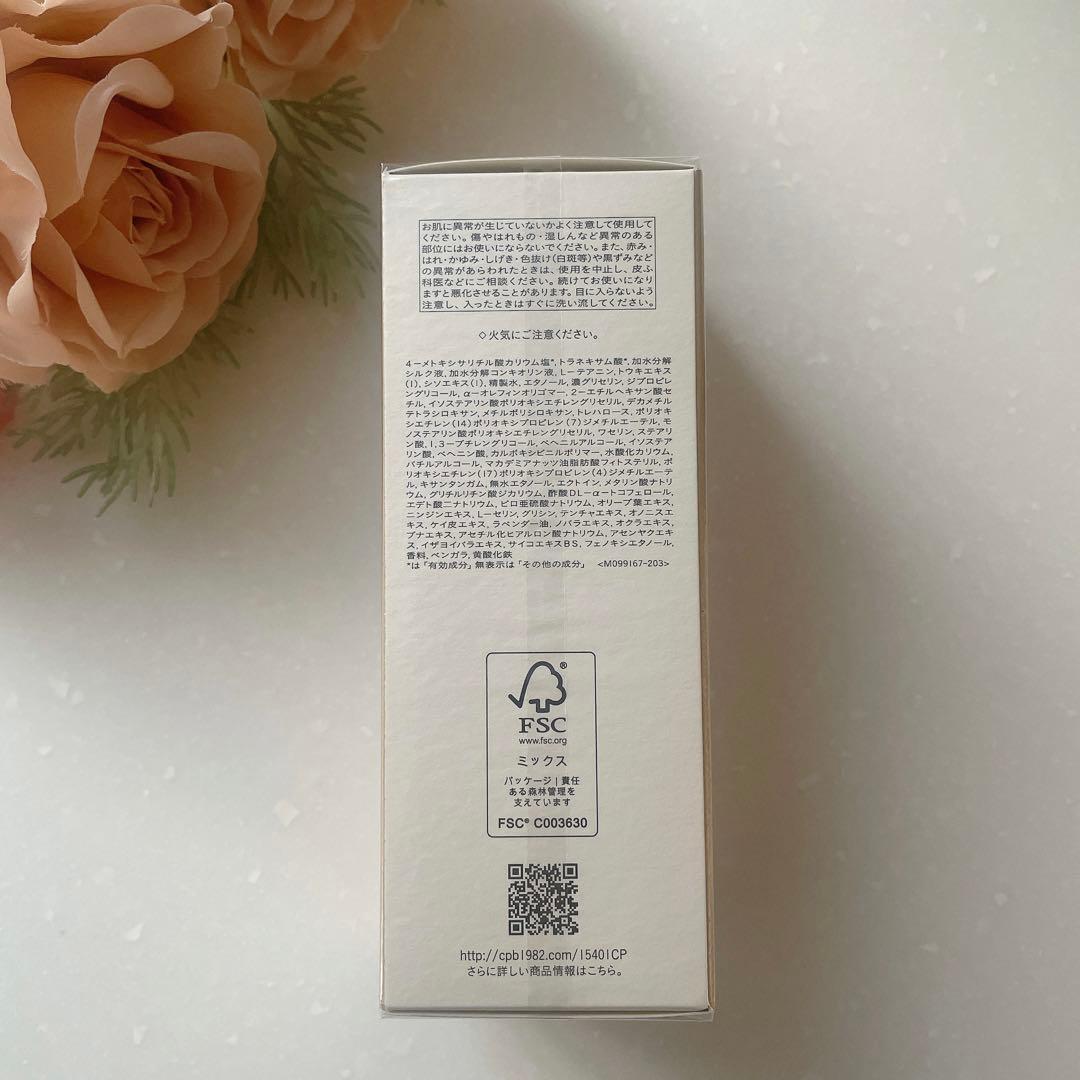 お肌に異常が生じていないかよく注意して使用して
ください。傷やはれもの・湿しんなど異常のある
部位にはお使いにならないでください。また、赤み・
はれ・かゆみ・しげき・色抜け(白斑等)や黒ずみなど
の異常があらわれたときは、使用を中止し、皮ふ
科医などにご相談ください。続けてお使いになり
ますと悪化させることがあります。目に入らないよう
注意し、入ったときはすぐに洗い流してください。
◇火気にご注意ください。
4ーメトキシサリチル酸カリウム塩*,トラネキサム酸*,加水分解
シルク液,加水分解コンキオリン液,Lーテアニン,トウキエキス
(1),シソエキス(1),精製水,エタノール,濃グリセリン,ジプロピレ
ングリコール,αーオレフィンオリゴマー,2ーエチルヘキサン酸セ
チル,イソステアリン酸ポリオキシエチレングリセリル,デカメチル
テトラシロキサン,メチルポリシロキサン,トレハロース,ポリオキ
シエチレン(14)ポリオキシプロピレン(7)ジメチルエーテル,モ
ノステアリン酸ポリオキシエチレングリセリル,ワセリン,ステアリ
ン酸,1,3ーブチレングリコール,ベヘニルアルコール,イソステア
リン酸,ベヘニン酸,カルボキシビニルポリマー,水酸化カリウム,
バチルアルコール,マカデミアナッツ油脂肪酸フィトステリル,ポ
リオキシエチレン(17)ポリオキシプロピレン(4)ジメチルエーテ
ル,キサンタンガム,無水エタノール,エクトイン,メタリン酸ナトリ
ウム,グリチルリチン酸ジカリウム,酢酸DLーαートコフェロール,
エデト酸二ナトリウム,ピロ亜硫酸ナトリウム,オリーブ葉エキス,
ニンジンエキス,Lーセリン,グリシン,テンチャエキス,オノニスエ
キス,ケイ皮エキス,ラベンダー油,ノバラエキス,オクラエキス,
ブナエキス,アセチル化ヒアルロン酸ナトリウム,アセンヤクエキ
ス,イザヨイバラエキス,サイコエキスBS,フェノキシエタノール,
香料,ベンガラ,黄酸化鉄
*は「有効成分」無表示は「その他の成分」 <M099167-203>
®
FSC
www.fsc.org
ミックス
パッケージ|責任
ある森林管理を
支えています
FSC® C003630
http://cpb1982.com/15401CP
さらに詳しい商品情報はこちら。